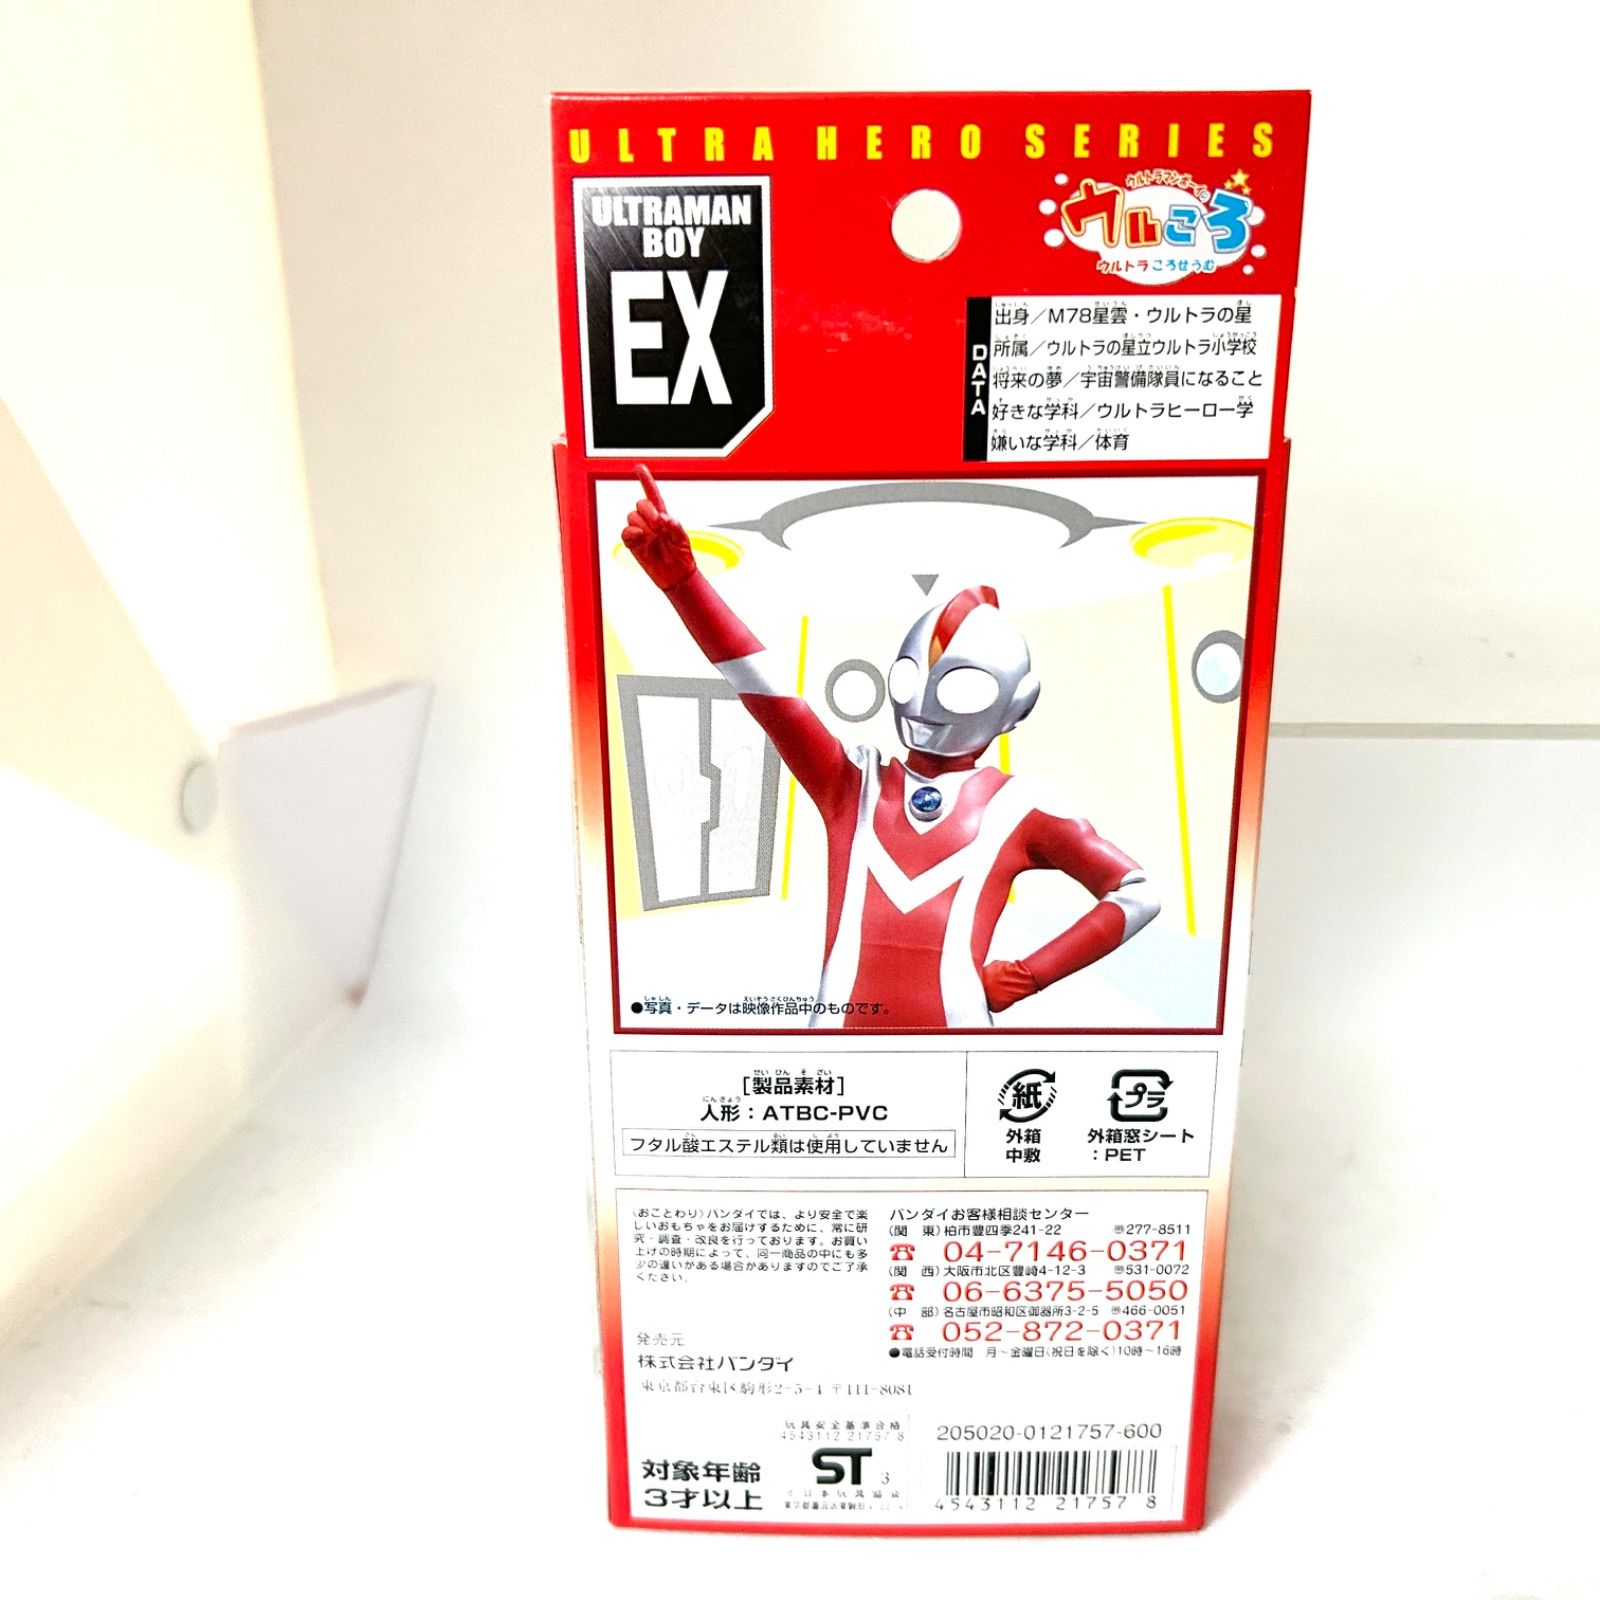 ULTRA HERO SERIES
ULTRAMAN
BOY
EX
ウルトラマンボーイの
ウルころ
ウルトラころせうむ
DATA
出身/M78星雲・ウルトラの星
所属/ウルトラの星立ウルトラ小学校
将来の夢/宇宙警備隊員になること
好きな学科/ウルトラヒーロー学
嫌いな学科/体育
●写真・データは映像作品中のものです。
[製品素材]
人形：ATBC-PVC
フタル酸エステル類は使用していません
紙
外箱
中敷
プラ
外箱窓シート
：PET
〈おことわり〉バンダイでは、より安全で楽
しいおもちゃをお届けするために、常に研
究・調査・改良を行っております。お買い
上げの時期によって、同一商品の中にも多
少の違いがある場合がありますのでご了承
ください。
バンダイお客様相談センター
(関 東)柏市豊四季241-22 〒277-8511
☎ 04-7146-0371
(関 西)大阪市北区豊崎4-12-3 〒531-0072
☎ 06-6375-5050
(中 部)名古屋市昭和区御器所3-2-5 〒466-0051
☎ 052-872-0371
●電話受付時間 月～金曜日(祝日を除く)10時～16時
発売元
株式会社バンダイ
東京都台東区駒形2-5-4 〒111-8081
対象年齢
3才以上
玩具安全基準合格
4543112 21757 8
ST 3
205020-0121757-600
4543112 217578